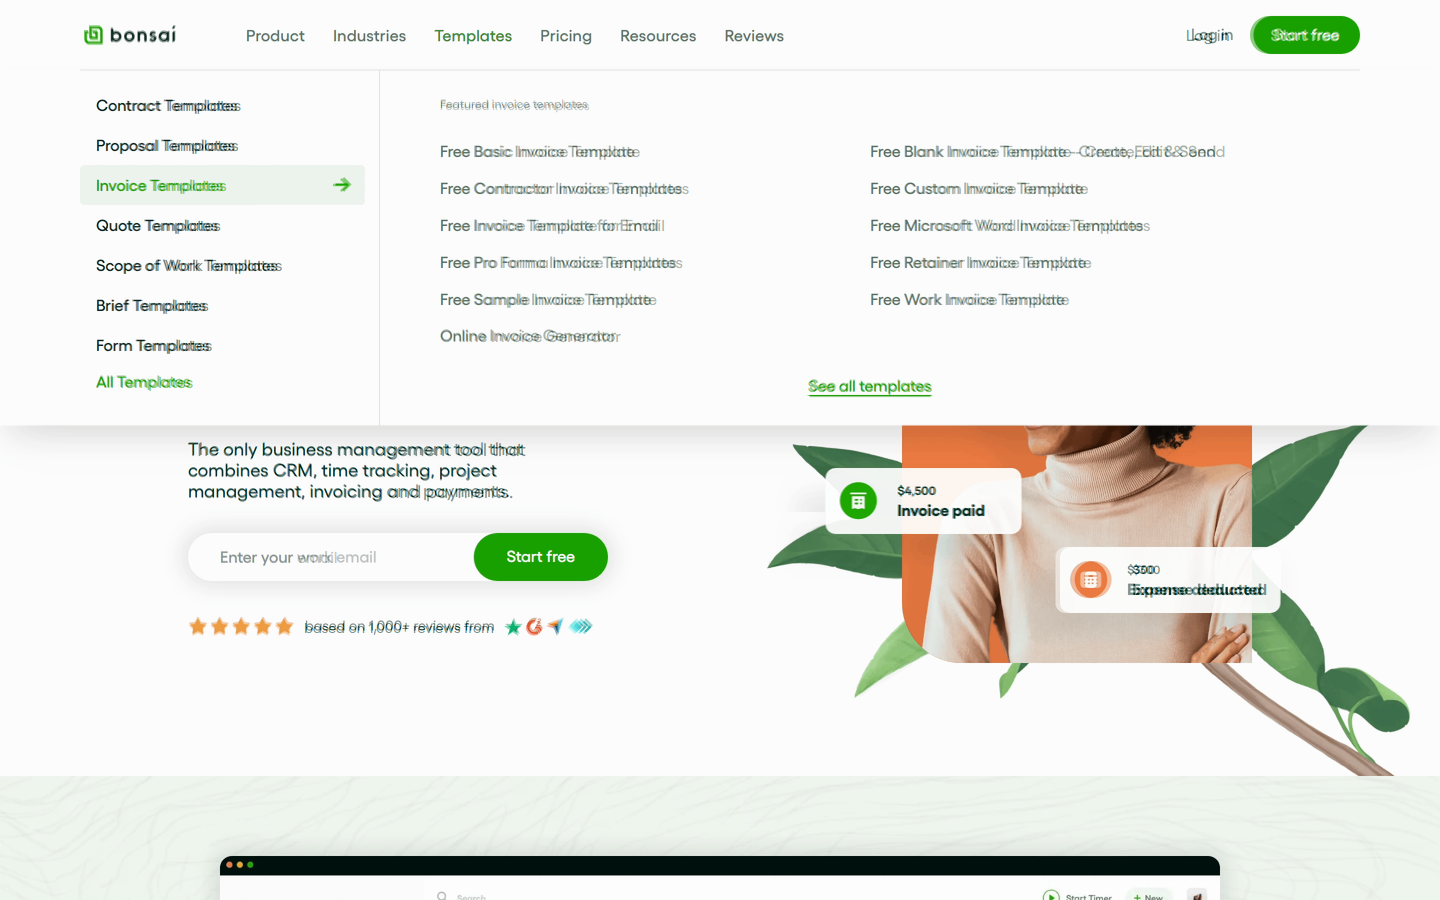 bonsai
Product
Industries
Templates
Pricing
Resources
Reviews
Log in
Start free
Contract Templates
Proposal Templates
Invoice Templates
Quote Templates
Scope of Work Templates
Brief Templates
Form Templates
All Templates
Featured invoice templates
Free Basic Invoice Template
Free Blank Invoice Template - Create, Edit & Send
Free Contractor Invoice Templates
Free Custom Invoice Template
Free Invoice Template for Email
Free Microsoft Word Invoice Templates
Free Pro Forma Invoice Templates
Free Retainer Invoice Template
Free Sample Invoice Template
Free Work Invoice Template
Online Invoice Generator
See all templates
The only business management tool that
combines CRM, time tracking, project
management, invoicing and payments.
Enter your work email
Start free
based on 1,000+ reviews from
$4,500
Invoice paid
$300
Expense deducted
Search
Start Timer
+ New